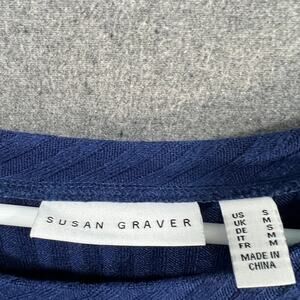 SUSAN GRAVER
US S
UK M
DE S
IT M
FR M
MADE IN
CHINA